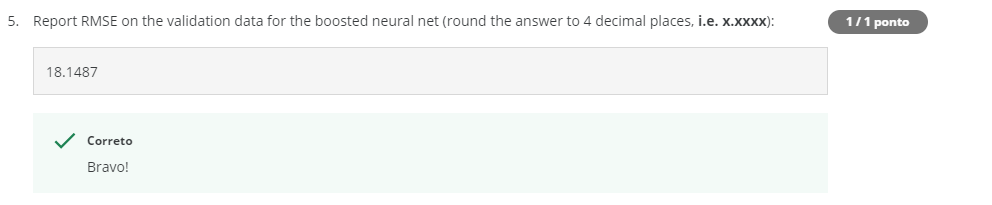 5. Report RMSE on the validation data for the boosted neural net (round the answer to 4 decimal places, i.e. x.xxxx):
1 / 1 ponto
18.1487
Correto
Bravo!